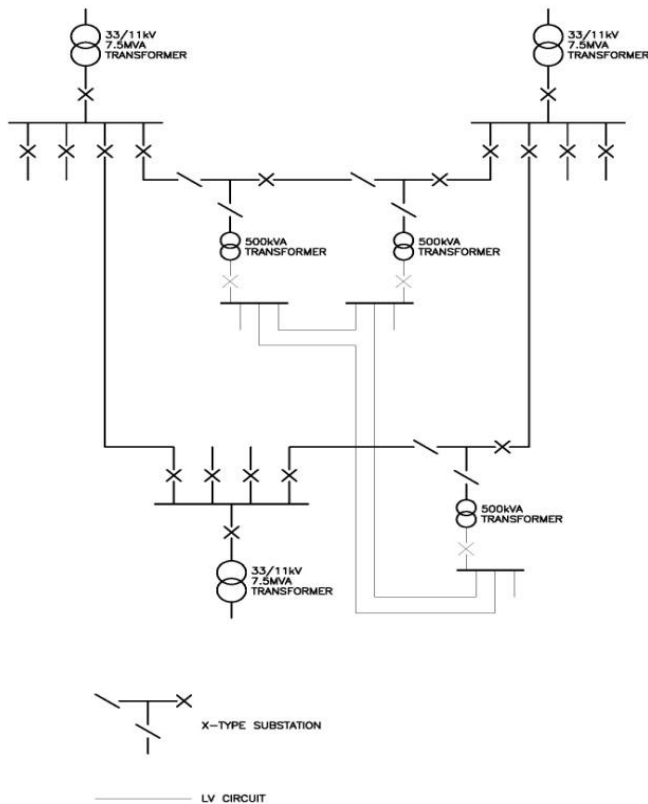 33/11kV
7.5MVA
TRANSFORMER
33/11kV
7.5MVA
TRANSFORMER
500kVA
TRANSFORMER
500kVA
TRANSFORMER
500kVA
TRANSFORMER
33/11kV
7.5MVA
TRANSFORMER
X-TYPE SUBSTATION
LV CIRCUIT